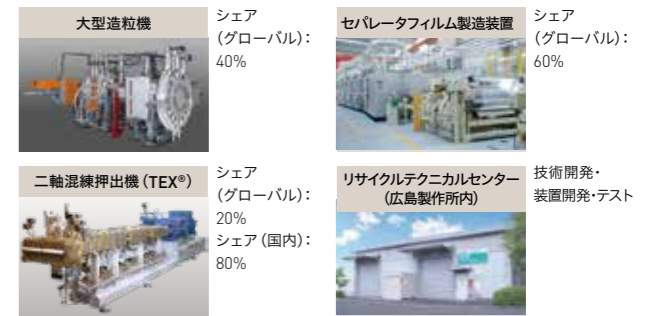 大型造粒機
シェア
（グローバル）：
40%
セパレータフィルム製造装置
シェア
（グローバル）：
60%
二軸混練押出機（TEX®）
シェア
（グローバル）：
20%
シェア（国内）：
80%
リサイクルテクニカルセンター
（広島製作所内）
技術開発・
装置開発・テスト